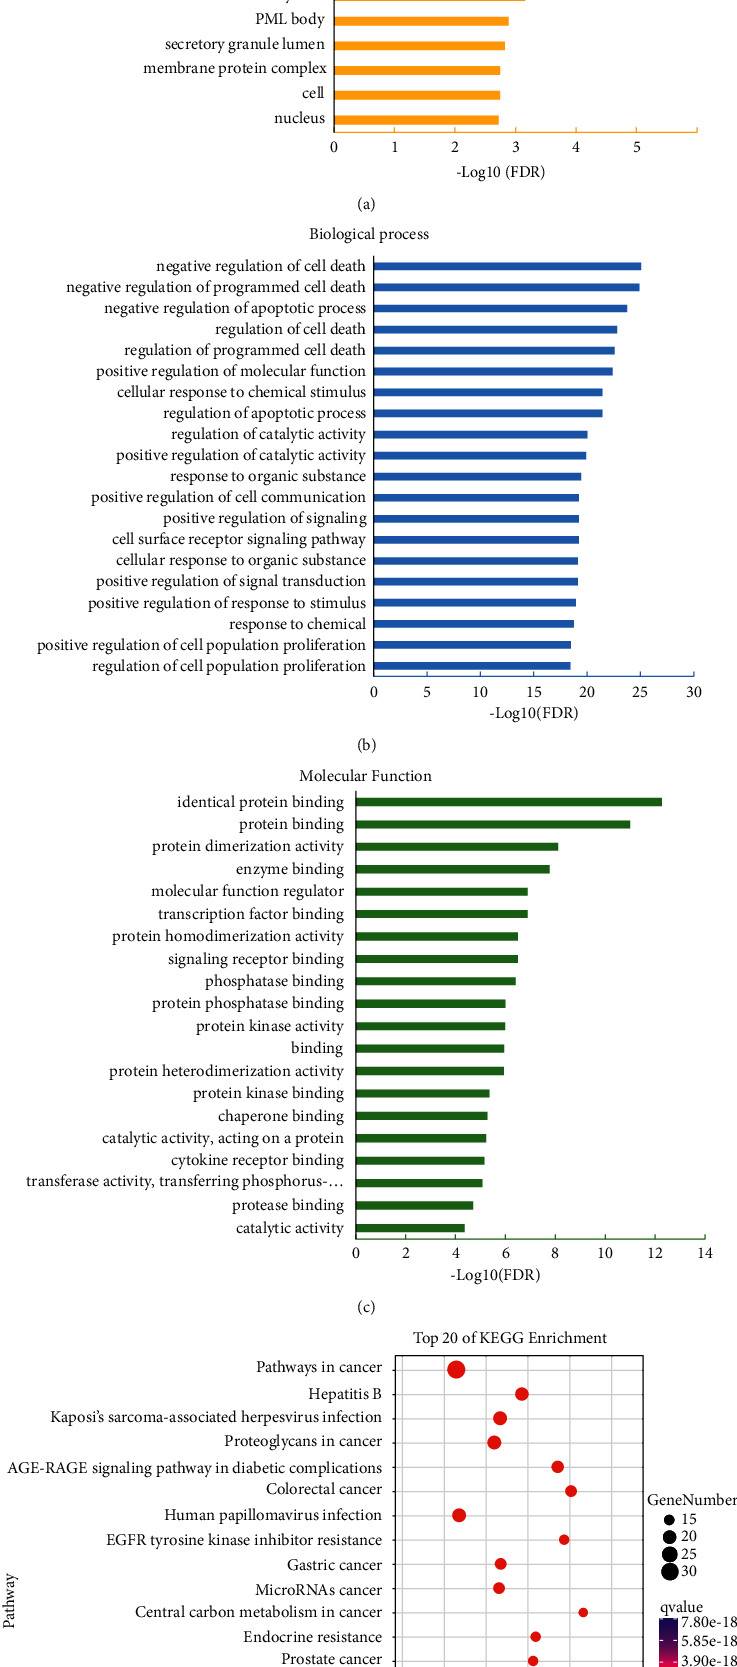 PML body
secretory granule lumen
membrane protein complex
cell
nucleus
0 1 2 3 4 5
-Log10 (FDR)
(a)
Biological process
negative regulation of cell death
negative regulation of programmed cell death
negative regulation of apoptotic process
regulation of cell death
regulation of programmed cell death
positive regulation of molecular function
cellular response to chemical stimulus
regulation of apoptotic process
regulation of catalytic activity
positive regulation of catalytic activity
response to organic substance
positive regulation of cell communication
positive regulation of signaling
cell surface receptor signaling pathway
cellular response to organic substance
positive regulation of signal transduction
positive regulation of response to stimulus
response to chemical
positive regulation of cell population proliferation
regulation of cell population proliferation
0 5 10 15 20 25 30
-Log10(FDR)
(b)
Molecular Function
identical protein binding
protein binding
protein dimerization activity
enzyme binding
molecular function regulator
transcription factor binding
protein homodimerization activity
signaling receptor binding
phosphatase binding
protein phosphatase binding
protein kinase activity
binding
protein heterodimerization activity
protein kinase binding
chaperone binding
catalytic activity, acting on a protein
cytokine receptor binding
transferase activity, transferring phosphorus-…
protease binding
catalytic activity
0 2 4 6 8 10 12 14
-Log10(FDR)
(c)
Top 20 of KEGG Enrichment
Pathways in cancer
Hepatitis B
Kaposi's sarcoma-associated herpesvirus infection
Proteoglycans in cancer
AGE-RAGE signaling pathway in diabetic complications
Colorectal cancer
Human papillomavirus infection
EGFR tyrosine kinase inhibitor resistance
Gastric cancer
MicroRNAs cancer
Central carbon metabolism in cancer
Endocrine resistance
Prostate cancer
Pathway
GeneNumber
15
20
25
30
qvalue
7.80e-18
5.85e-18
3.90e-18